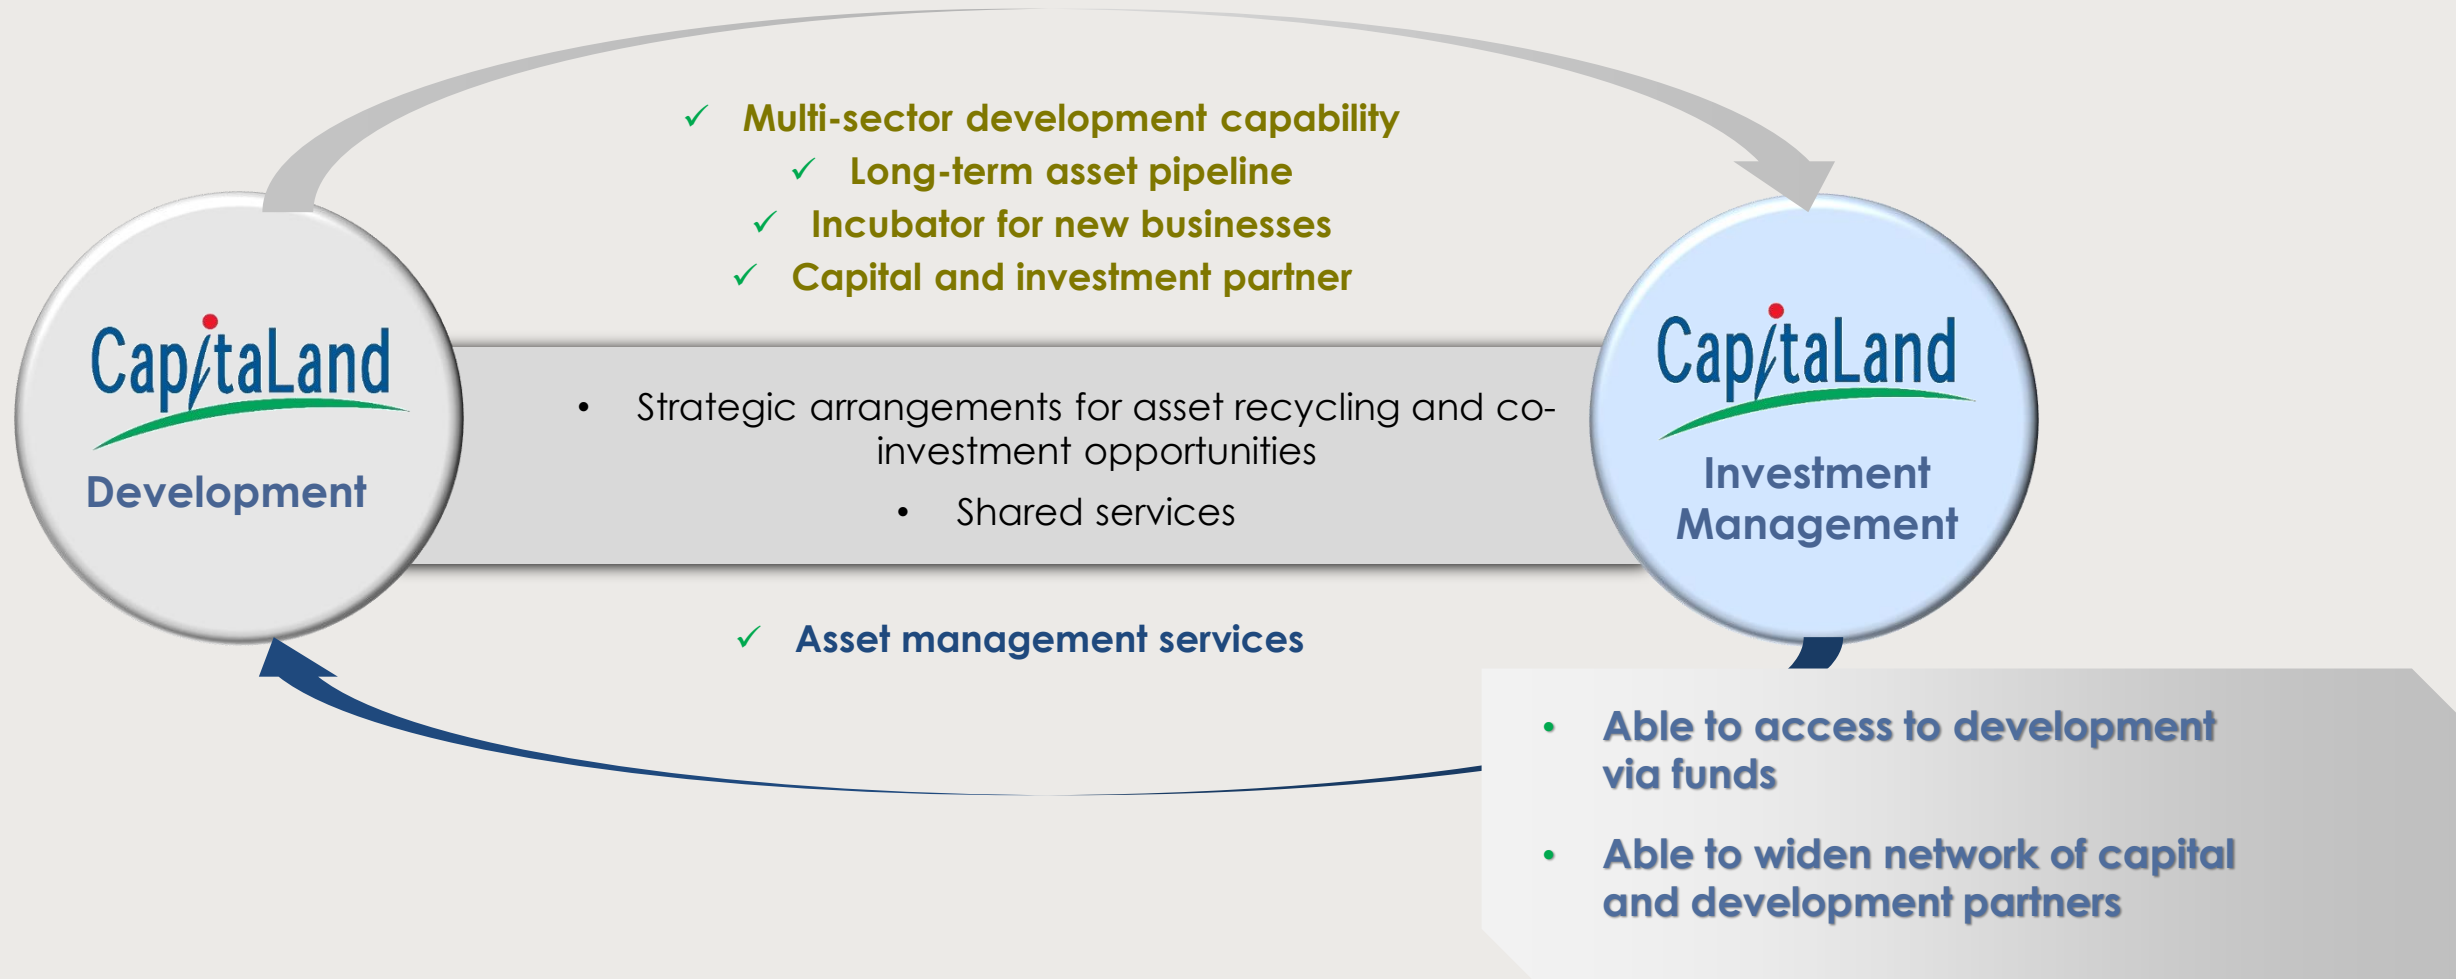 ✓ Multi-sector development capability
✓ Long-term asset pipeline
✓ Incubator for new businesses
✓ Capital and investment partner
CapitaLand
Development
• Strategic arrangements for asset recycling and co-
investment opportunities
• Shared services
CapitaLand
Investment
Management
✓ Asset management services
• Able to access to development
via funds
• Able to widen network of capital
and development partners